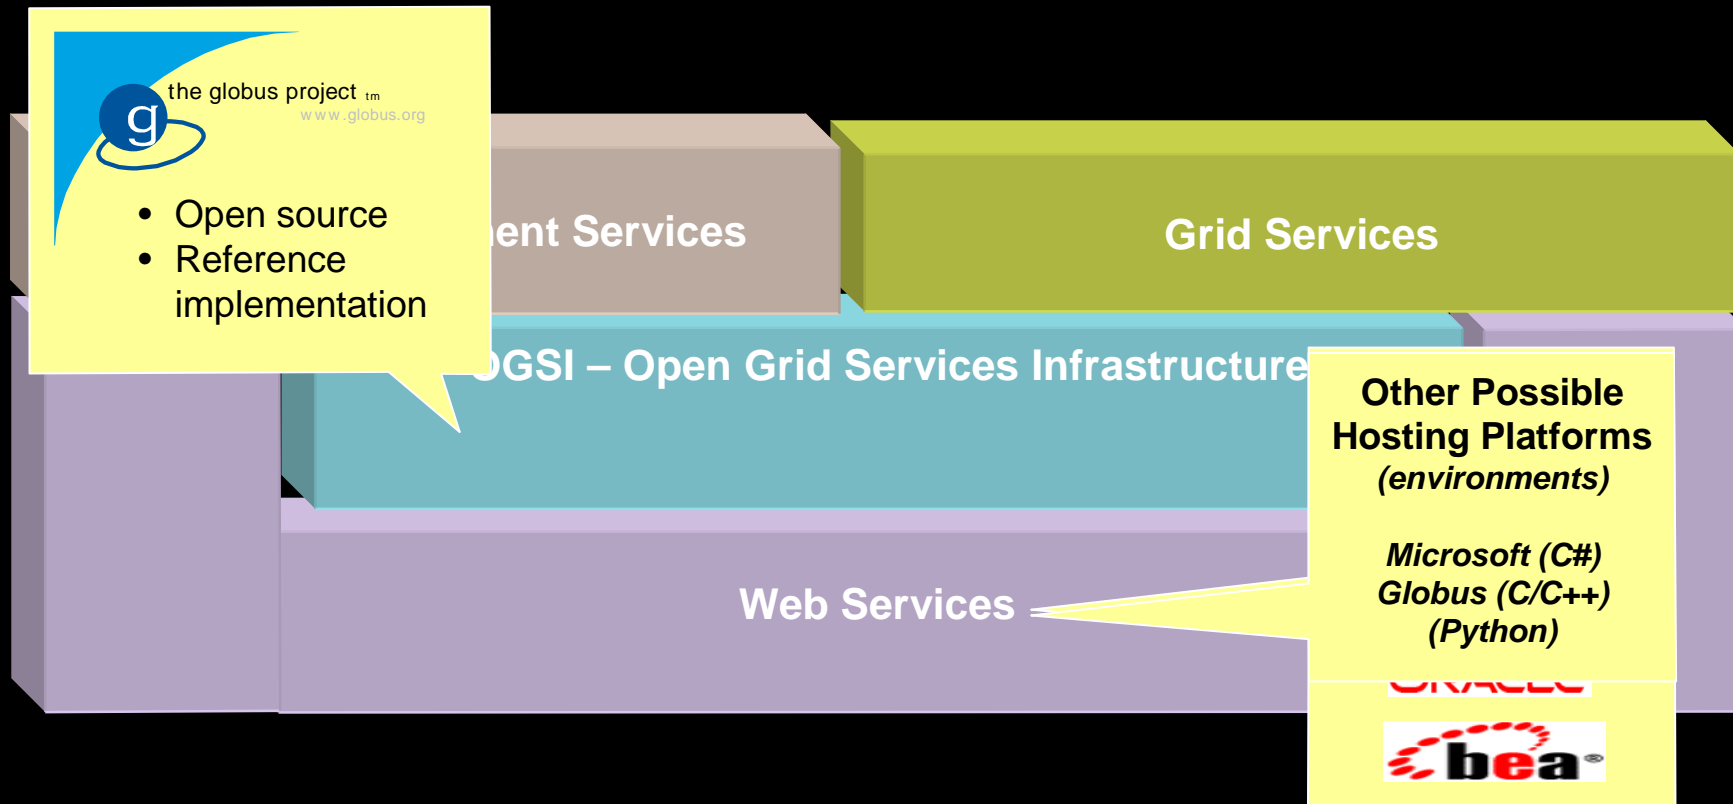 the globus project tm
www.globus.org
• Open source
• Reference
implementation
Services
Grid Services
OGSI – Open Grid Services Infrastructure
Other Possible
Hosting Platforms
(environments)
Microsoft (C#)
Globus (C/C++)
(Python)
Web Services
bea®